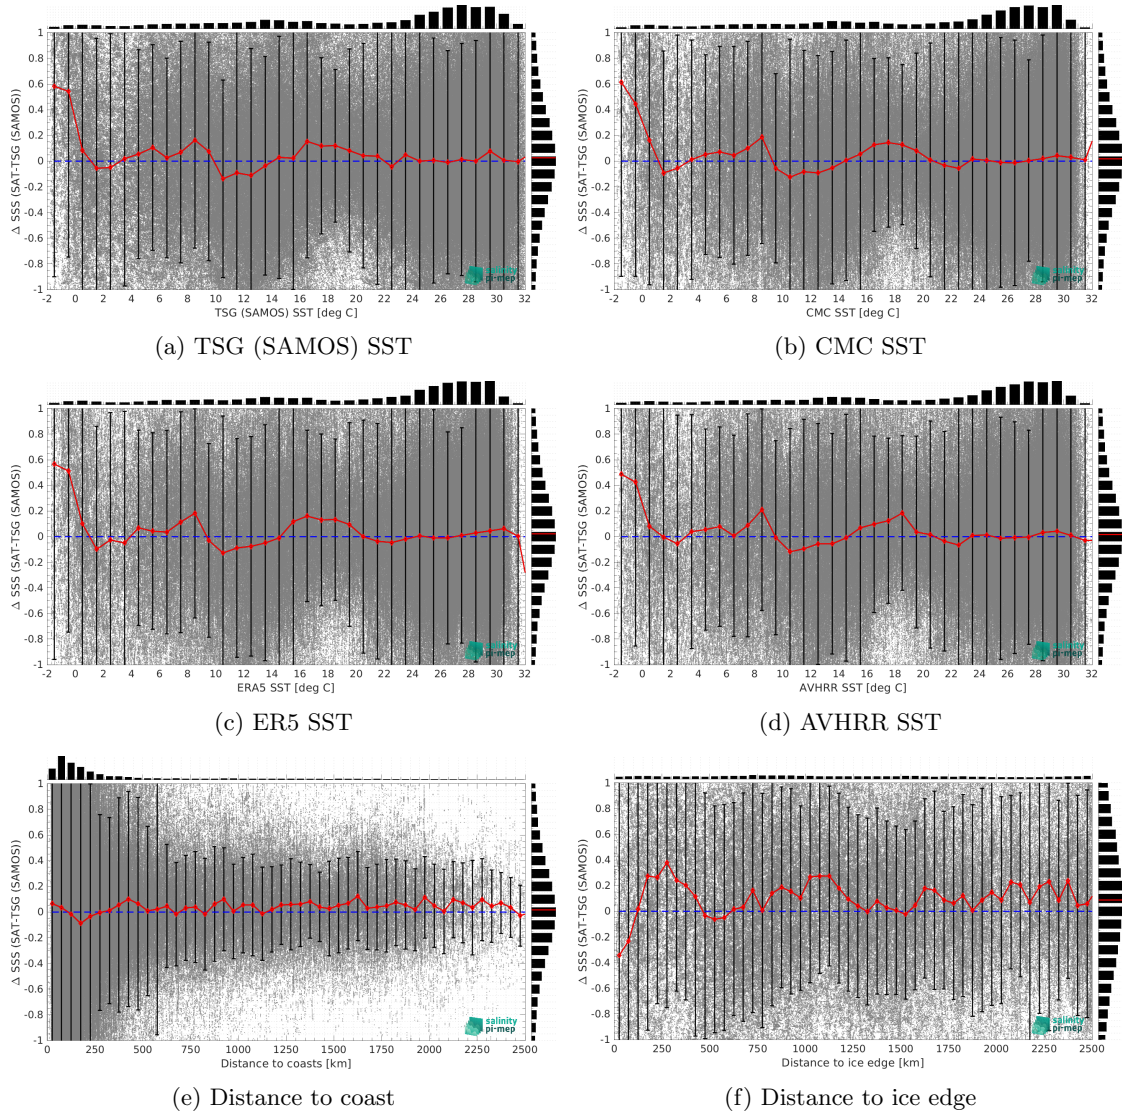 1
0.8
0.6
0.4
0.2
0
-0.2
-0.4
-0.6
-0.8
-1
Δ SSS (SAT-TSG (SAMOS))
salinity
pi-mep
-2 0 2 4 6 8 10 12 14 16 18 20 22 24 26 28 30 32
TSG (SAMOS) SST [deg C]
(a) TSG (SAMOS) SST
1
0.8
0.6
0.4
0.2
0
-0.2
-0.4
-0.6
-0.8
-1
Δ SSS (SAT-TSG (SAMOS))
salinity
pi-mep
-2 0 2 4 6 8 10 12 14 16 18 20 22 24 26 28 30 32
CMC SST [deg C]
(b) CMC SST
1
0.8
0.6
0.4
0.2
0
-0.2
-0.4
-0.6
-0.8
-1
Δ SSS (SAT-TSG (SAMOS))
salinity
pi-mep
-2 0 2 4 6 8 10 12 14 16 18 20 22 24 26 28 30 32
ERA5 SST [deg C]
(c) ER5 SST
1
0.8
0.6
0.4
0.2
0
-0.2
-0.4
-0.6
-0.8
-1
Δ SSS (SAT-TSG (SAMOS))
salinity
pi-mep
-2 0 2 4 6 8 10 12 14 16 18 20 22 24 26 28 30 32
AVHRR SST [deg C]
(d) AVHRR SST
1
0.8
0.6
0.4
0.2
0
-0.2
-0.4
-0.6
-0.8
-1
Δ SSS (SAT-TSG (SAMOS))
salinity
pi-mep
0 250 500 750 1000 1250 1500 1750 2000 2250 2500
Distance to coasts [km]
(e) Distance to coast
1
0.8
0.6
0.4
0.2
0
-0.2
-0.4
-0.6
-0.8
-1
Δ SSS (SAT-TSG (SAMOS))
salinity
pi-mep
0 250 500 750 1000 1250 1500 1750 2000 2250 2500
Distance to ice edge [km]
(f) Distance to ice edge